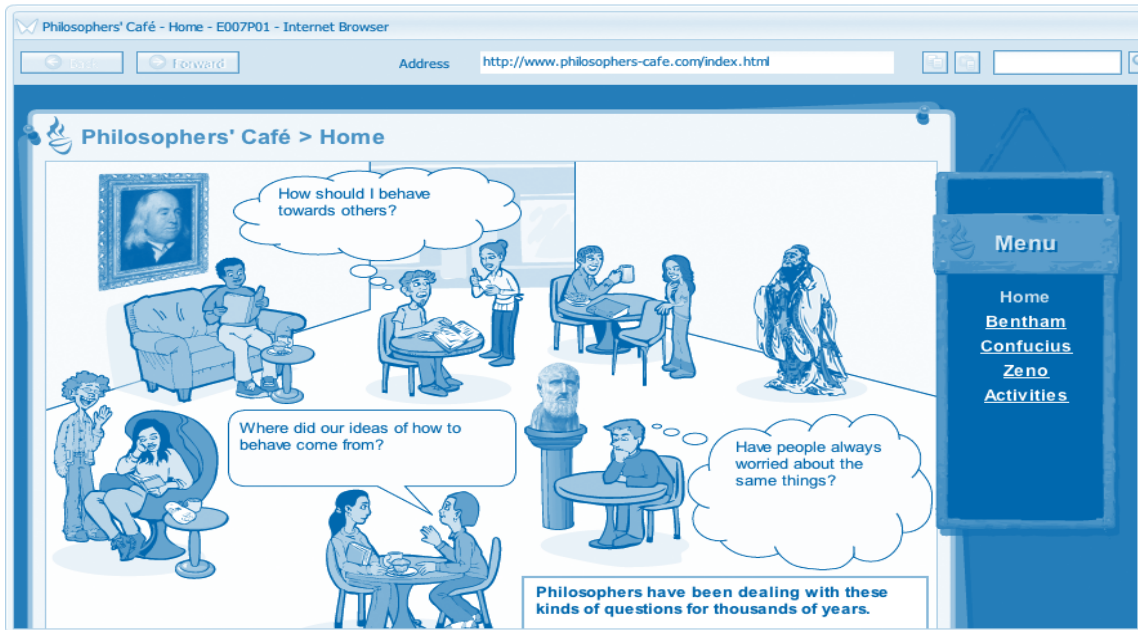 Philosophers' Café - Home - E007P01 - Internet Browser
Back
Forward
Address
http://www.philosophers-cafe.com/index.html
Philosophers' Café > Home
How should I behave
towards others?
Menu
Home
Bentham
Confucius
Zeno
Activities
Where did our ideas of how to
behave come from?
Have people always
worried about the
same things?
Philosophers have been dealing with these
kinds of questions for thousands of years.